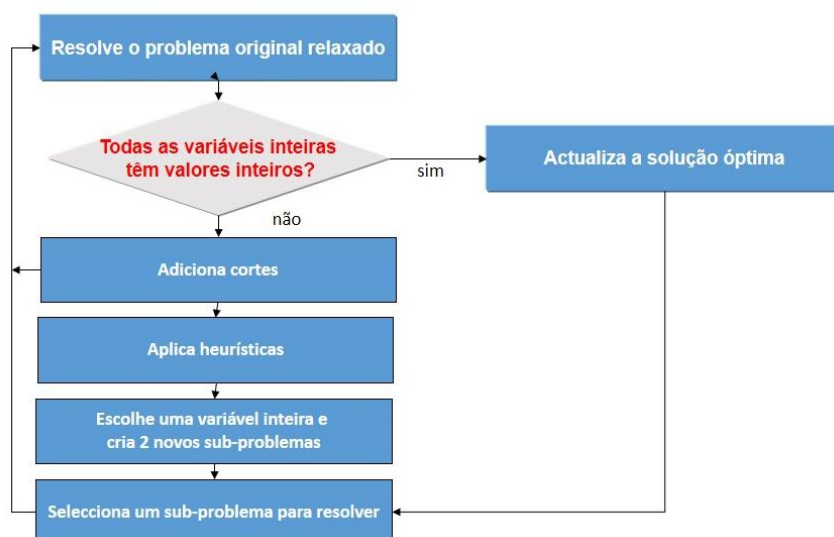 Resolve o problema original relaxado
Todas as variáveis inteiras
têm valores inteiros?
sim
Actualiza a solução óptima
não
Adiciona cortes
Aplica heurísticas
Escolhe uma variável inteira e
cria 2 novos sub-problemas
Selecciona um sub-problema para resolver